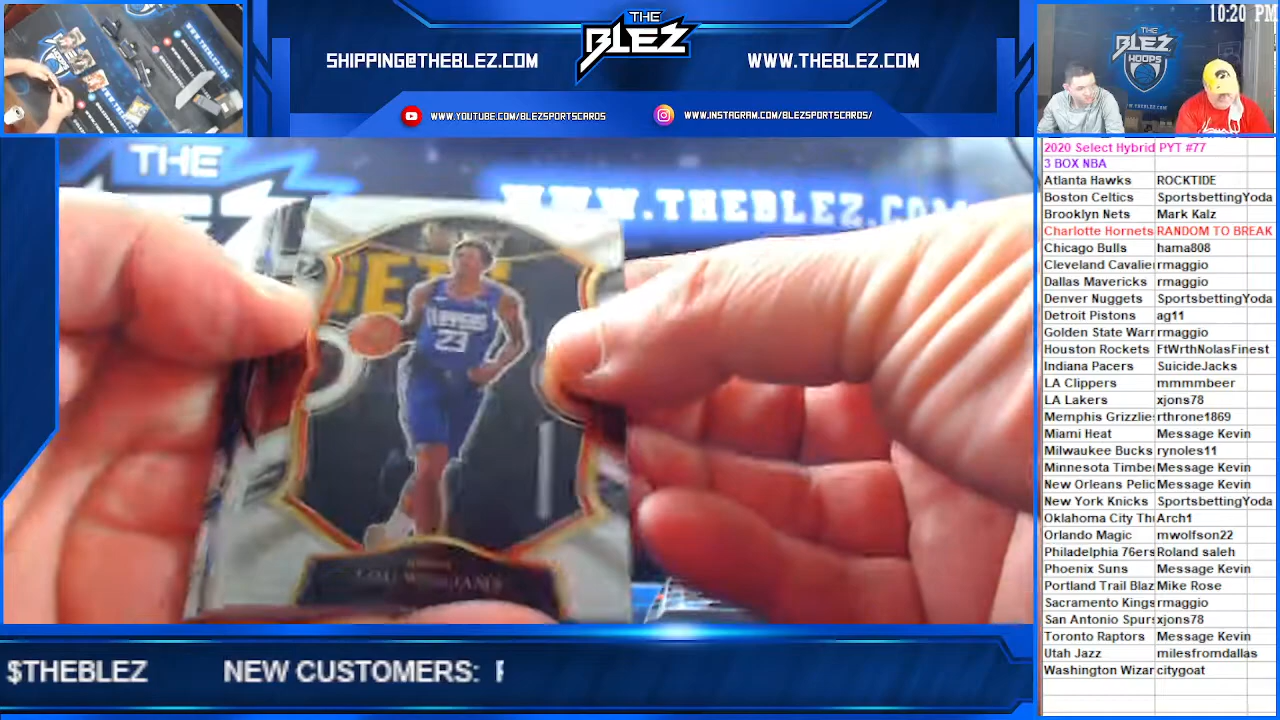 10:20 PM
THE
BLEZ
SHIPPING@THEBLEZ.COM
WWW.THEBLEZ.COM
WWW.YOUTUBE.COM/BLEZSPORTSCARDS
WWW.INSTAGRAM.COM/BLEZSPORTSCARDS/
THE
BLEZ
HOOPS
THE
WWW.THEBLEZ.COM
CLIPPERS
23
2020 Select Hybrid PYT #77
3 BOX NBA
Atlanta Hawks ROCKTIDE
Boston Celtics SportsbettingYoda
Brooklyn Nets Mark Kalz
Charlotte Hornets RANDOM TO BREAK
Chicago Bulls hama808
Cleveland Cavalie rmaggio
Dallas Mavericks rmaggio
Denver Nuggets SportsbettingYoda
Detroit Pistons ag11
Golden State Warr rmaggio
Houston Rockets FtWrthNolasFinest
Indiana Pacers SuicideJacks
LA Clippers mmmmbeer
LA Lakers xjons78
Memphis Grizzlie rthrone1869
Miami Heat Message Kevin
Milwaukee Bucks rynoles11
Minnesota Timbe Message Kevin
New Orleans Pelic Message Kevin
New York Knicks SportsbettingYoda
Oklahoma City Th Arch1
Orlando Magic mwolfson22
Philadelphia 76ers Roland saleh
Phoenix Suns Message Kevin
Portland Trail Blaz Mike Rose
Sacramento Kings rmaggio
San Antonio Spur xjons78
Toronto Raptors Message Kevin
Utah Jazz milesfromdallas
Washington Wizar citygoat
$THEBLEZ NEW CUSTOMERS: